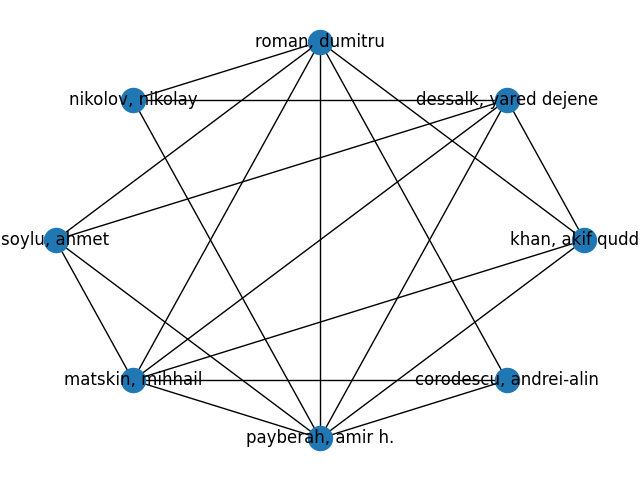 roman, dumitru
nikolov, nikolay
dessalk, yared dejene
soylu, ahmet
khan, akif qudd
matskin, mihhail
corodescu, andrei-alin
payberah, amir h.